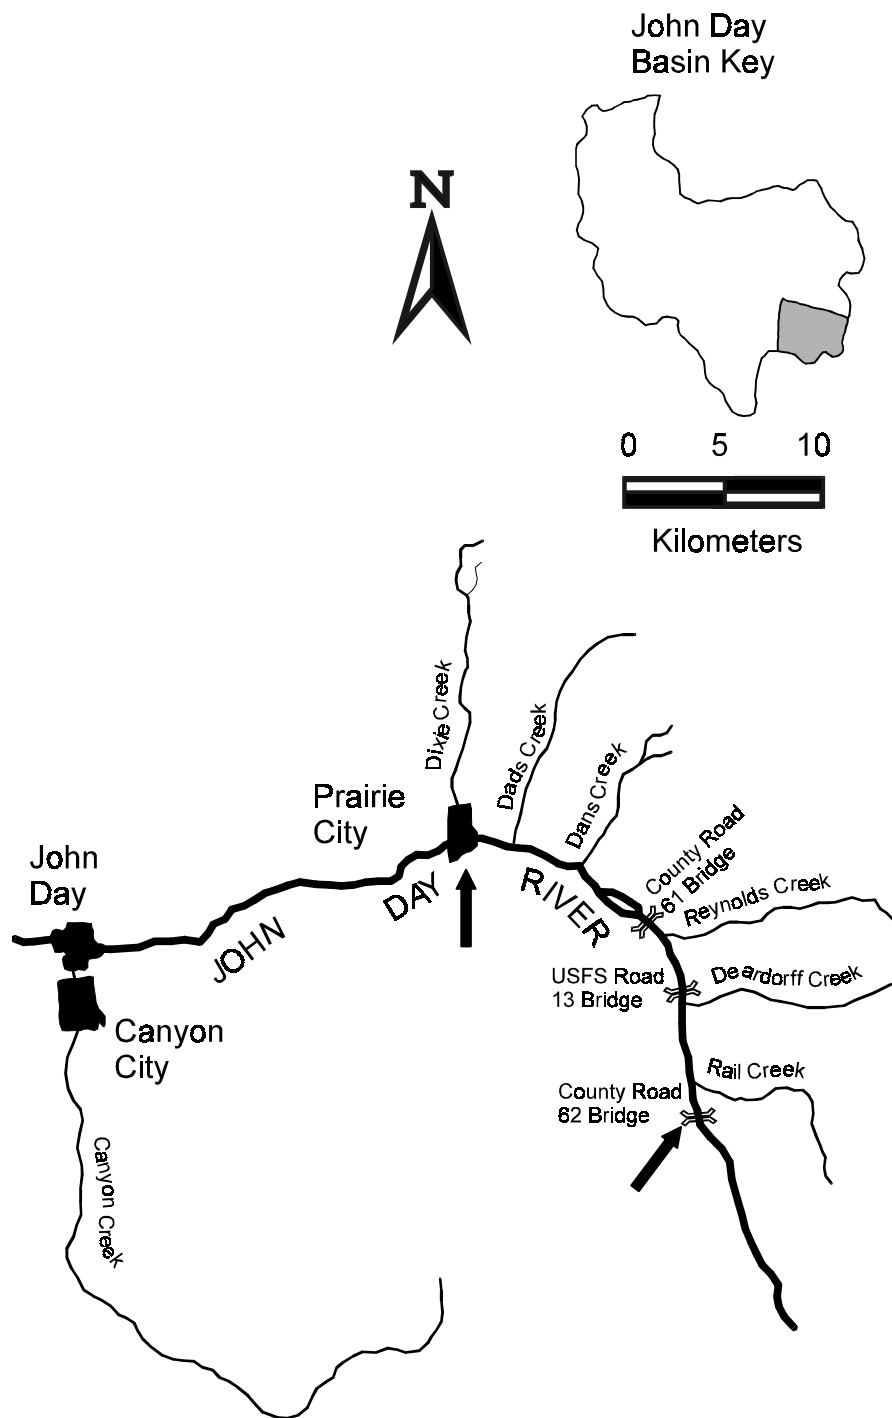 John Day
Basin Key
N
0 5 10
Kilometers
Dixie Creek
Dads Creek
Dans Creek
Prairie
City
County Road
61 Bridge
John
Day
JOHN DAY RIVER
Reynolds Creek
USFS Road
13 Bridge
Deardorff Creek
Canyon
City
Rail Creek
County Road
62 Bridge
Canyon Creek